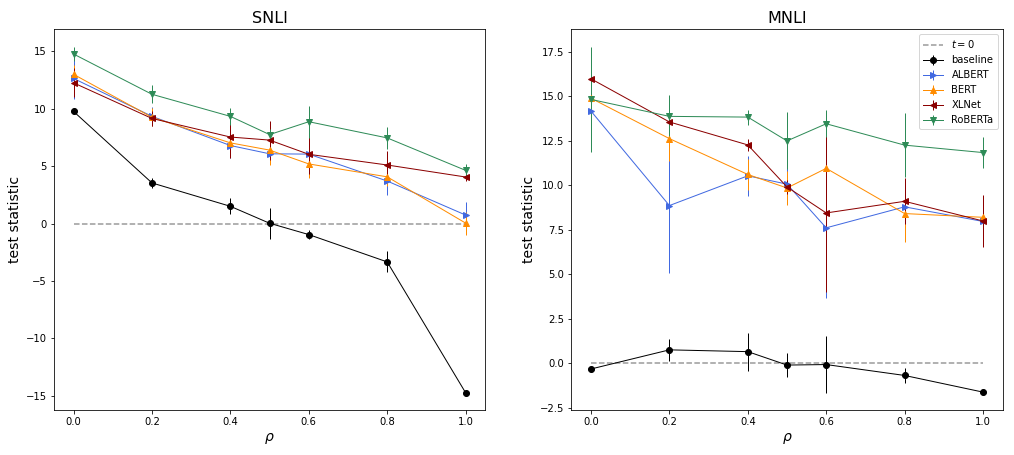 SNLI
15
10
5
0
−5
−10
−15
test statistic
0.0 0.2 0.4 0.6 0.8 1.0
ρ
MNLI
17.5
15.0
12.5
10.0
7.5
5.0
2.5
0.0
−2.5
test statistic
0.0 0.2 0.4 0.6 0.8 1.0
ρ
t = 0
baseline
ALBERT
BERT
XLNet
RoBERTa